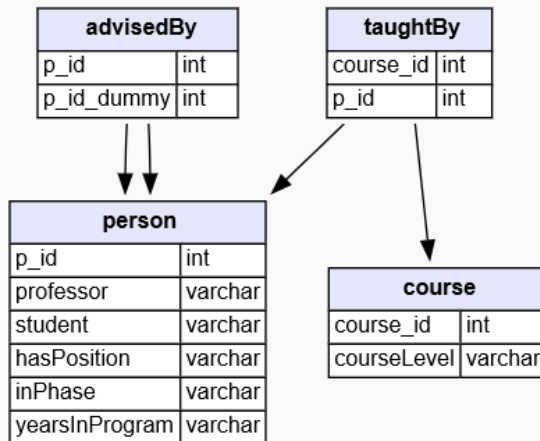 advisedBy
p_id int
p_id_dummy int
taughtBy
course_id int
p_id int
person
p_id int
professor varchar
student varchar
hasPosition varchar
inPhase varchar
yearsInProgram varchar
course
course_id int
courseLevel varchar